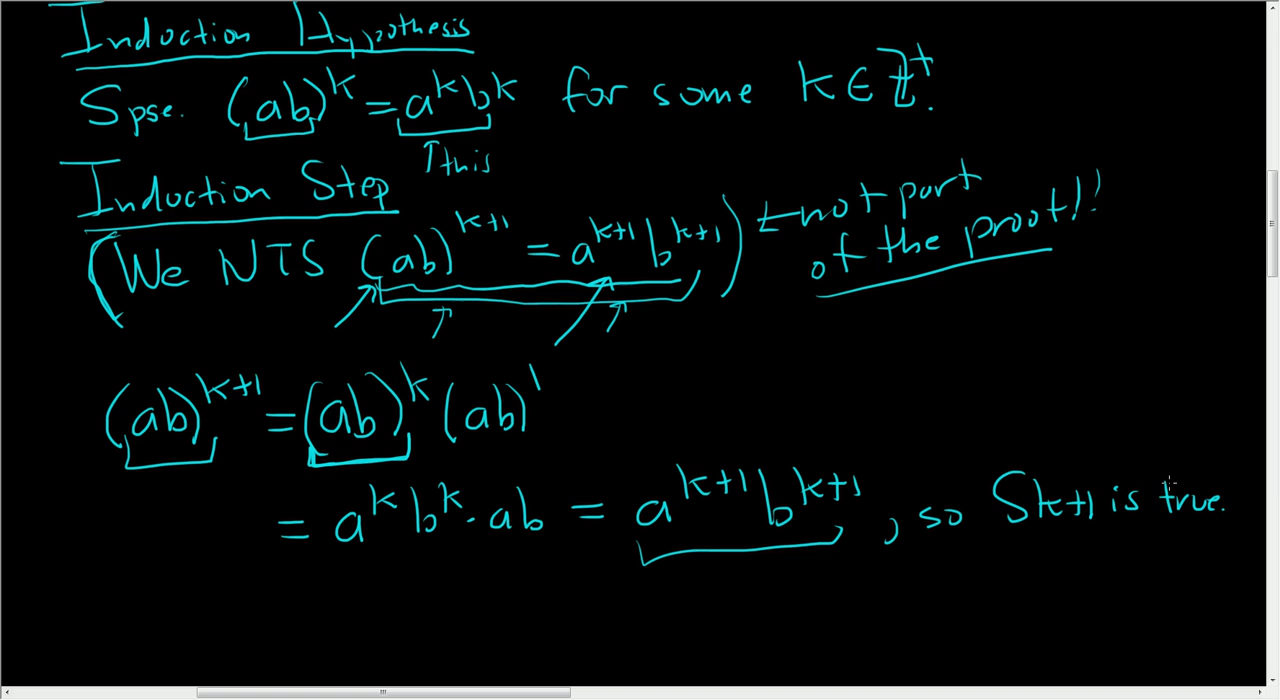 Induction Hypothesis
Spse. (ab)^k = a^k b^k for some k ∈ Z^+.
↑this
Induction Step
(We NTS (ab)^{k+1} = a^{k+1} b^{k+1}) ← not part
of the proof!!
(ab)^{k+1} = (ab)^k (ab)^1
= a^k b^k · ab = a^{k+1} b^{k+1}, so S_{k+1} is true.